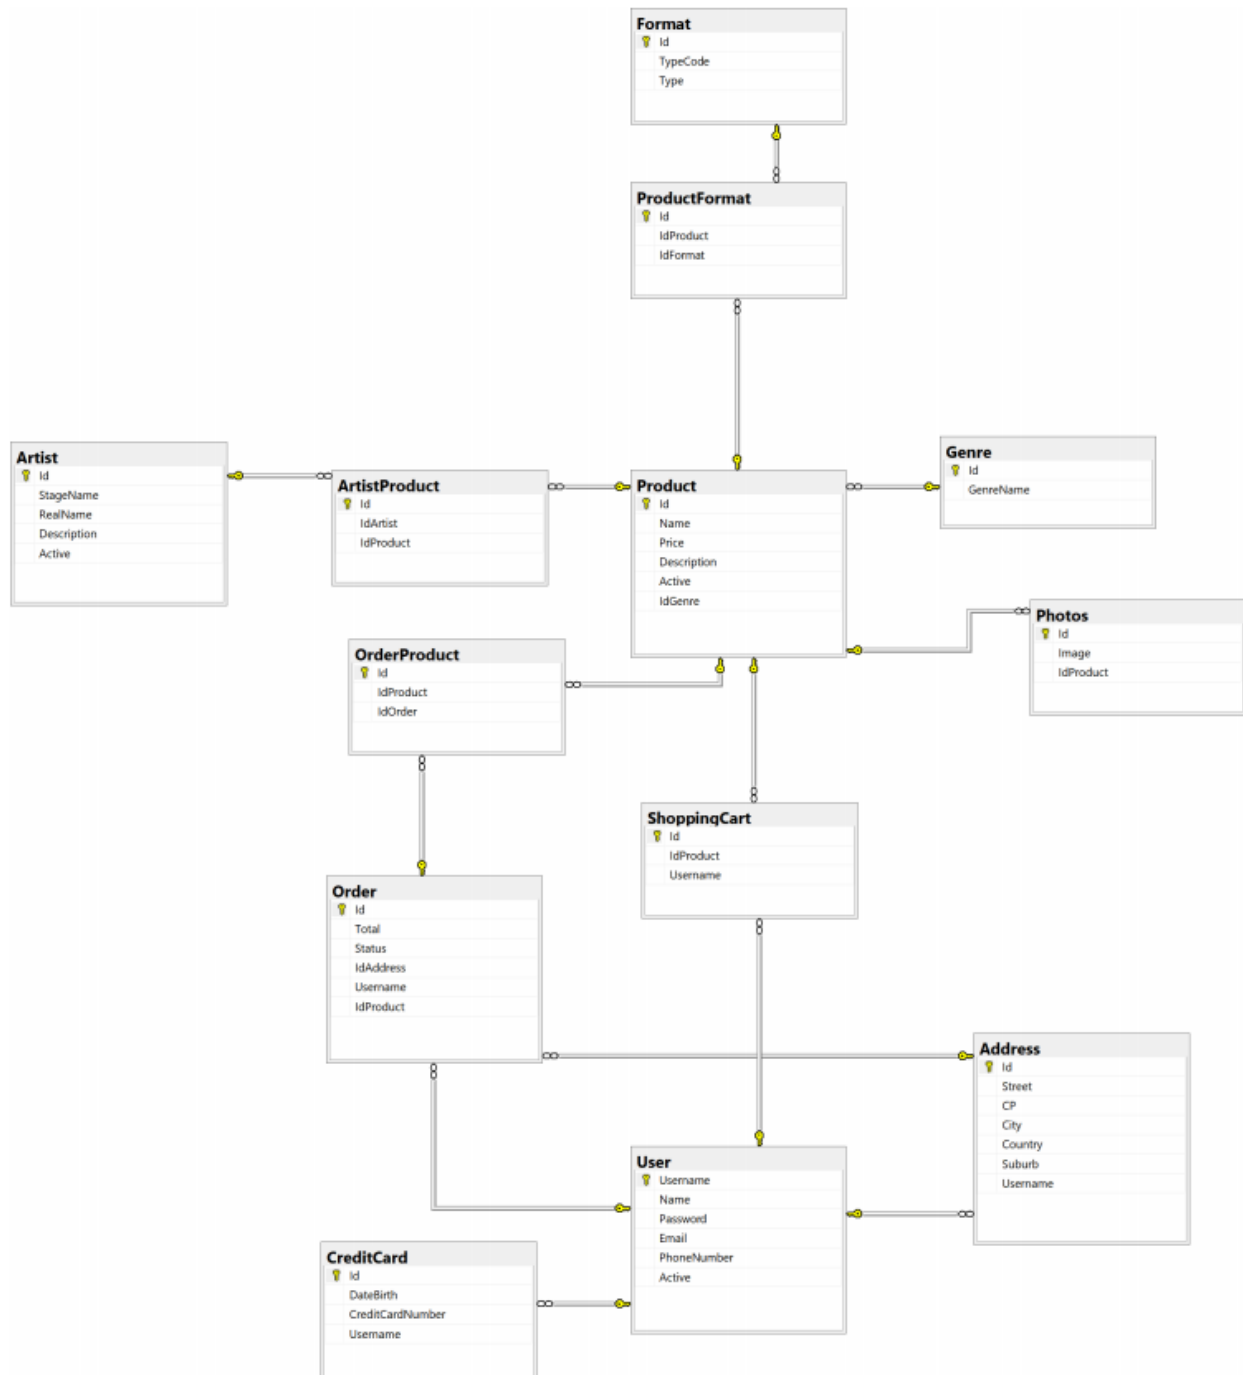 Format
Id
TypeCode
Type
ProductFormat
Id
IdProduct
IdFormat
Artist
Id
StageName
RealName
Description
Active
ArtistProduct
Id
IdArtist
IdProduct
Product
Id
Name
Price
Description
Active
IdGenre
Genre
Id
GenreName
Photos
Id
Image
IdProduct
OrderProduct
Id
IdProduct
IdOrder
ShoppingCart
Id
IdProduct
Username
Order
Id
Total
Status
IdAddress
Username
IdProduct
Address
Id
Street
CP
City
Country
Suburb
Username
User
Username
Name
Password
Email
PhoneNumber
Active
CreditCard
Id
DateBirth
CreditCardNumber
Username